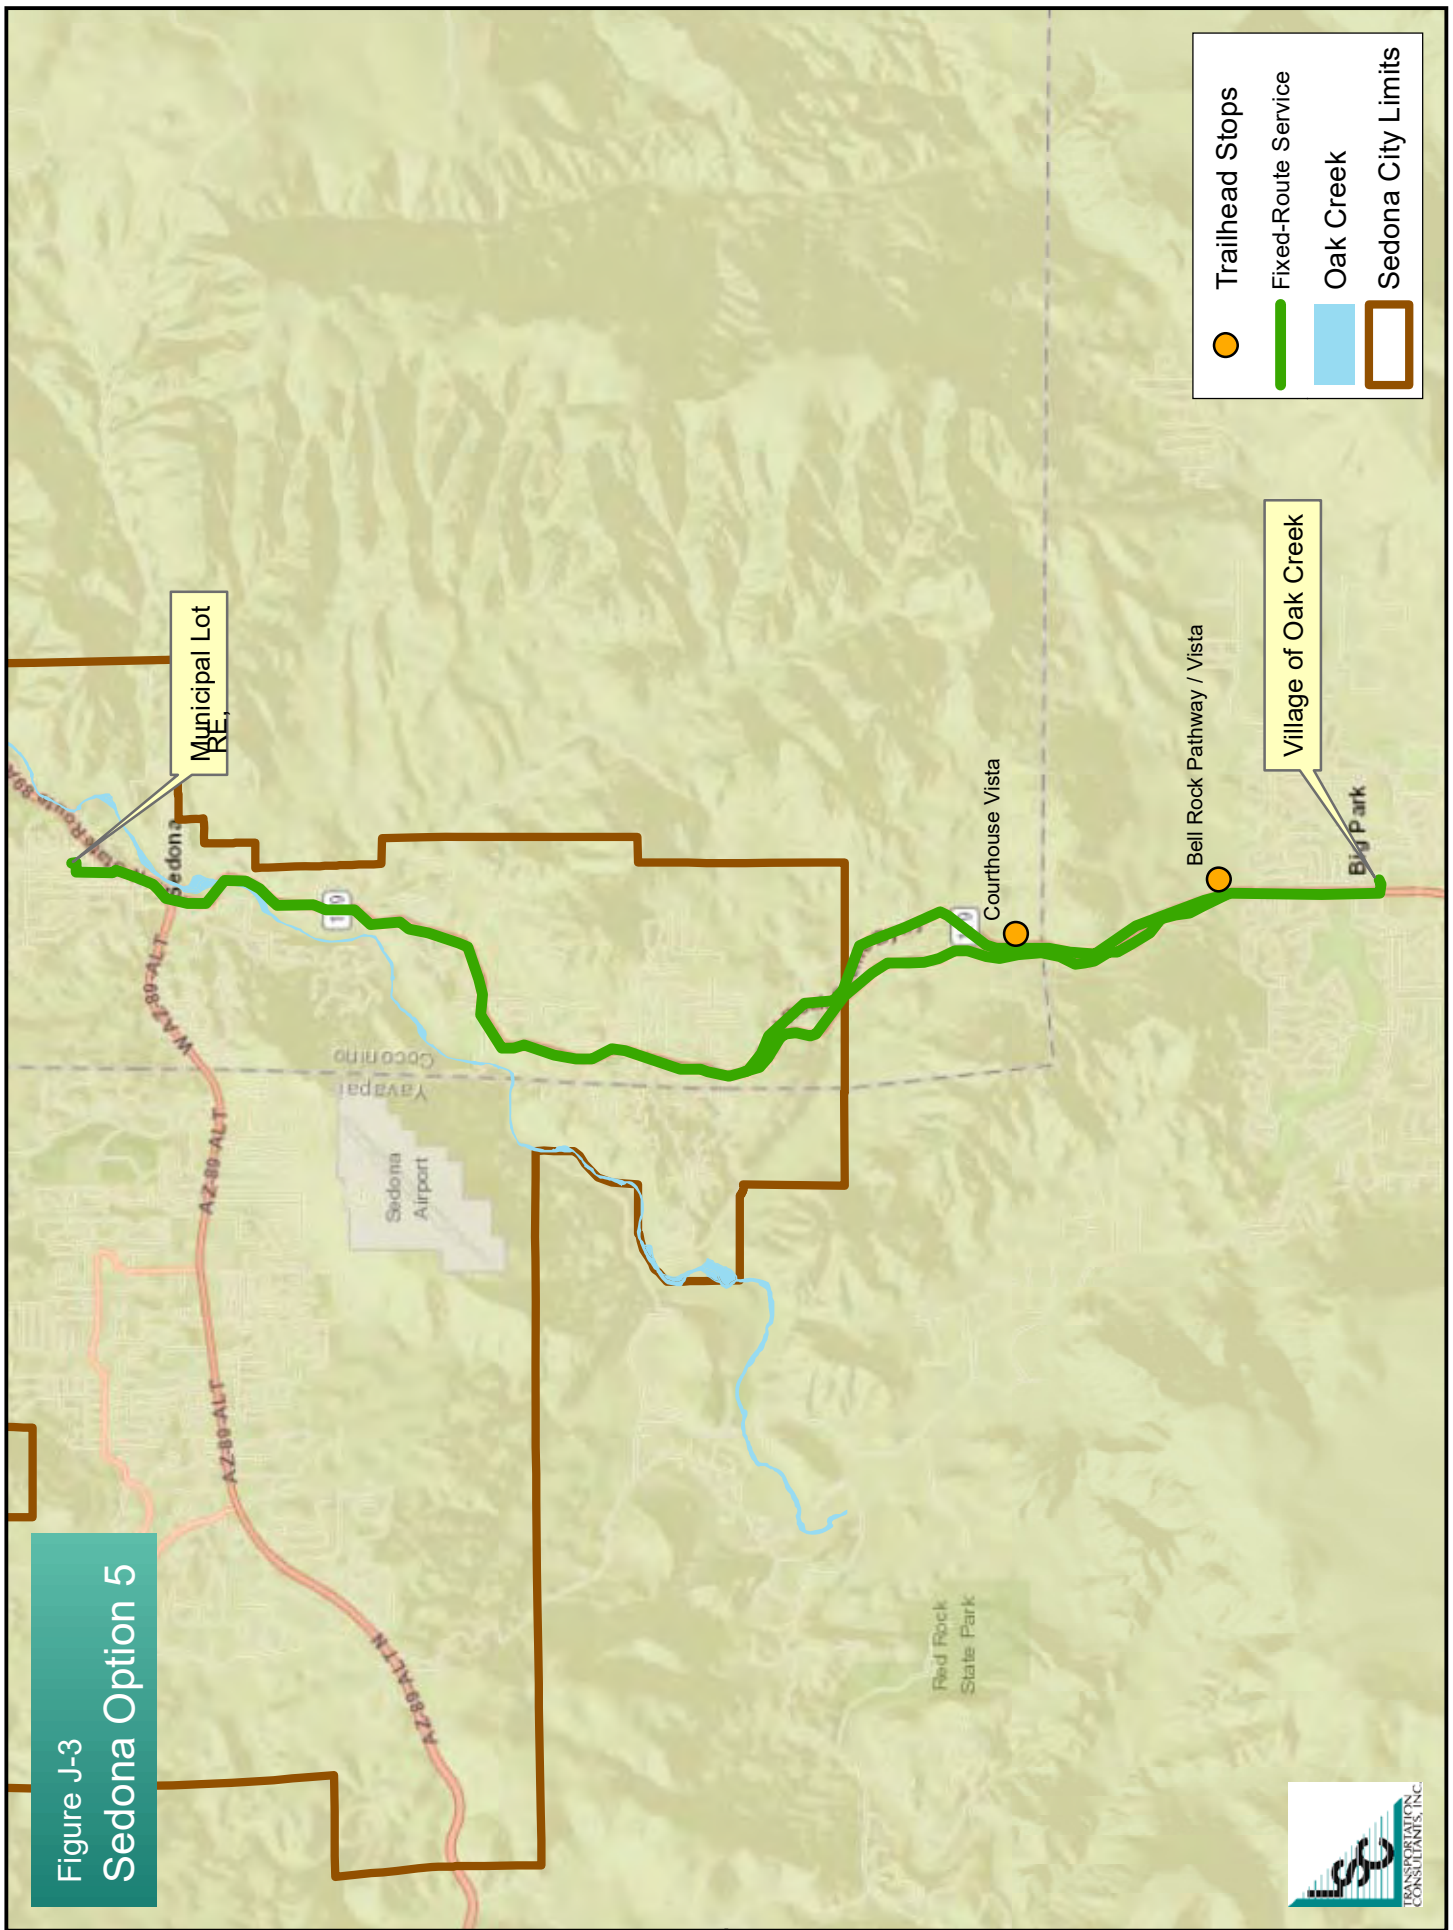 Figure J-3
Sedona Option 5
Municipal Lot
RE,
Sedona
W AZ-89 ALT
AZ-89 ALT
AZ-89 ALT
AZ-89 ALT N
Yavapai
Coconino
Sedona
Airport
Courthouse Vista
Bell Rock Pathway / Vista
Village of Oak Creek
Big Park
Red Rock
State Park
Trailhead Stops
Fixed-Route Service
Oak Creek
Sedona City Limits
LSC
TRANSPORTATION
CONSULTANTS, INC.